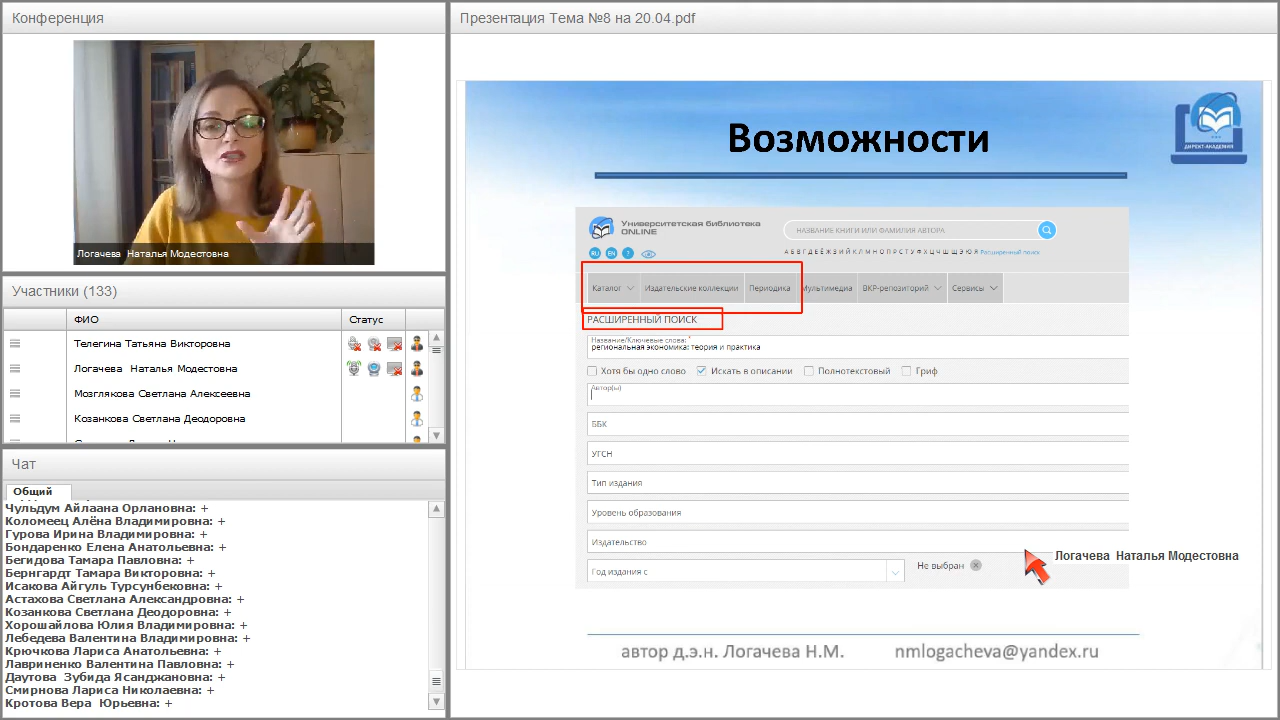 Конференция
Логачева Наталья Модестовна
Участники (133)
ФИО Статус
Телегина Татьяна Викторовна
Логачева Наталья Модестовна
Мозглякова Светлана Алексеевна
Козанкова Светлана Деодоровна
Чат
Общий
Чульдум Айлаана Орлановна: +
Коломеец Алёна Владимировна: +
Гурова Ирина Владимировна: +
Бондаренко Елена Анатольевна: +
Бегидова Тамара Павловна: +
Бернгардт Тамара Викторовна: +
Исакова Айгуль Турсунбековна: +
Астахова Светлана Александровна: +
Козанкова Светлана Деодоровна: +
Хорошайлова Юлия Владимировна: +
Лебедева Валентина Владимировна: +
Крючкова Лариса Анатольевна: +
Лавриненко Валентина Павловна: +
Даутова Зубида Ясанджановна: +
Смирнова Лариса Николаевна: +
Кротова Вера Юрьевна: +
Презентация Тема №8 на 20.04.pdf
Возможности
ДИРЕКТ-АКАДЕМИЯ
Университетская библиотека
ONLINE
НАЗВАНИЕ КНИГИ ИЛИ ФАМИЛИЯ АВТОРА
RU EN ?
А Б В Г Д Е Ё Ж З И Й К Л М Н О П Р С Т У Ф Х Ц Ч Ш Щ Э Ю Я Расширенный поиск
Каталог Издательские коллекции Периодика Мультимедиа ВКР-репозиторий Сервисы
РАСШИРЕННЫЙ ПОИСК
Название/Ключевые слова: *
региональная экономика: теория и практика
Хотя бы одно слово Искать в описании Полнотекстовый Гриф
Автор(ы)
ББК
УГСН
Тип издания
Уровень образования
Издательство
Год издания с Не выбран
Логачева Наталья Модестовна
автор д.э.н. Логачева Н.М. nmlogacheva@yandex.ru